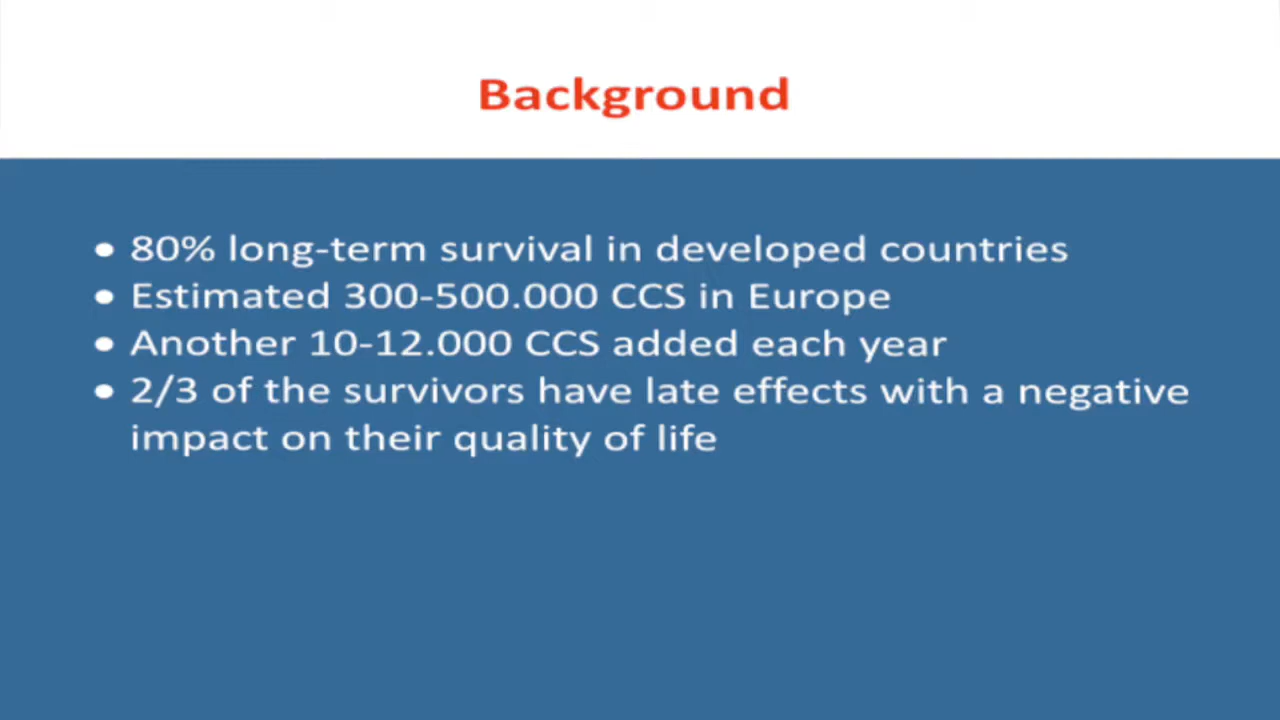 Background
• 80% long-term survival in developed countries
• Estimated 300-500.000 CCS in Europe
• Another 10-12.000 CCS added each year
• 2/3 of the survivors have late effects with a negative
impact on their quality of life